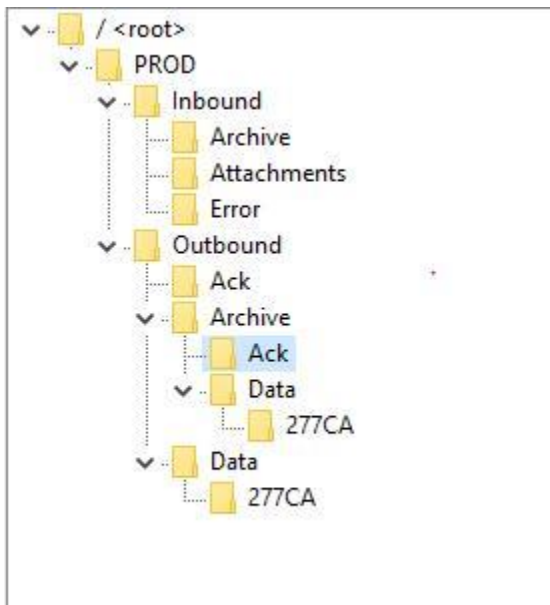 / <root>
PROD
Inbound
Archive
Attachments
Error
Outbound
Ack
Archive
Ack
Data
277CA
Data
277CA